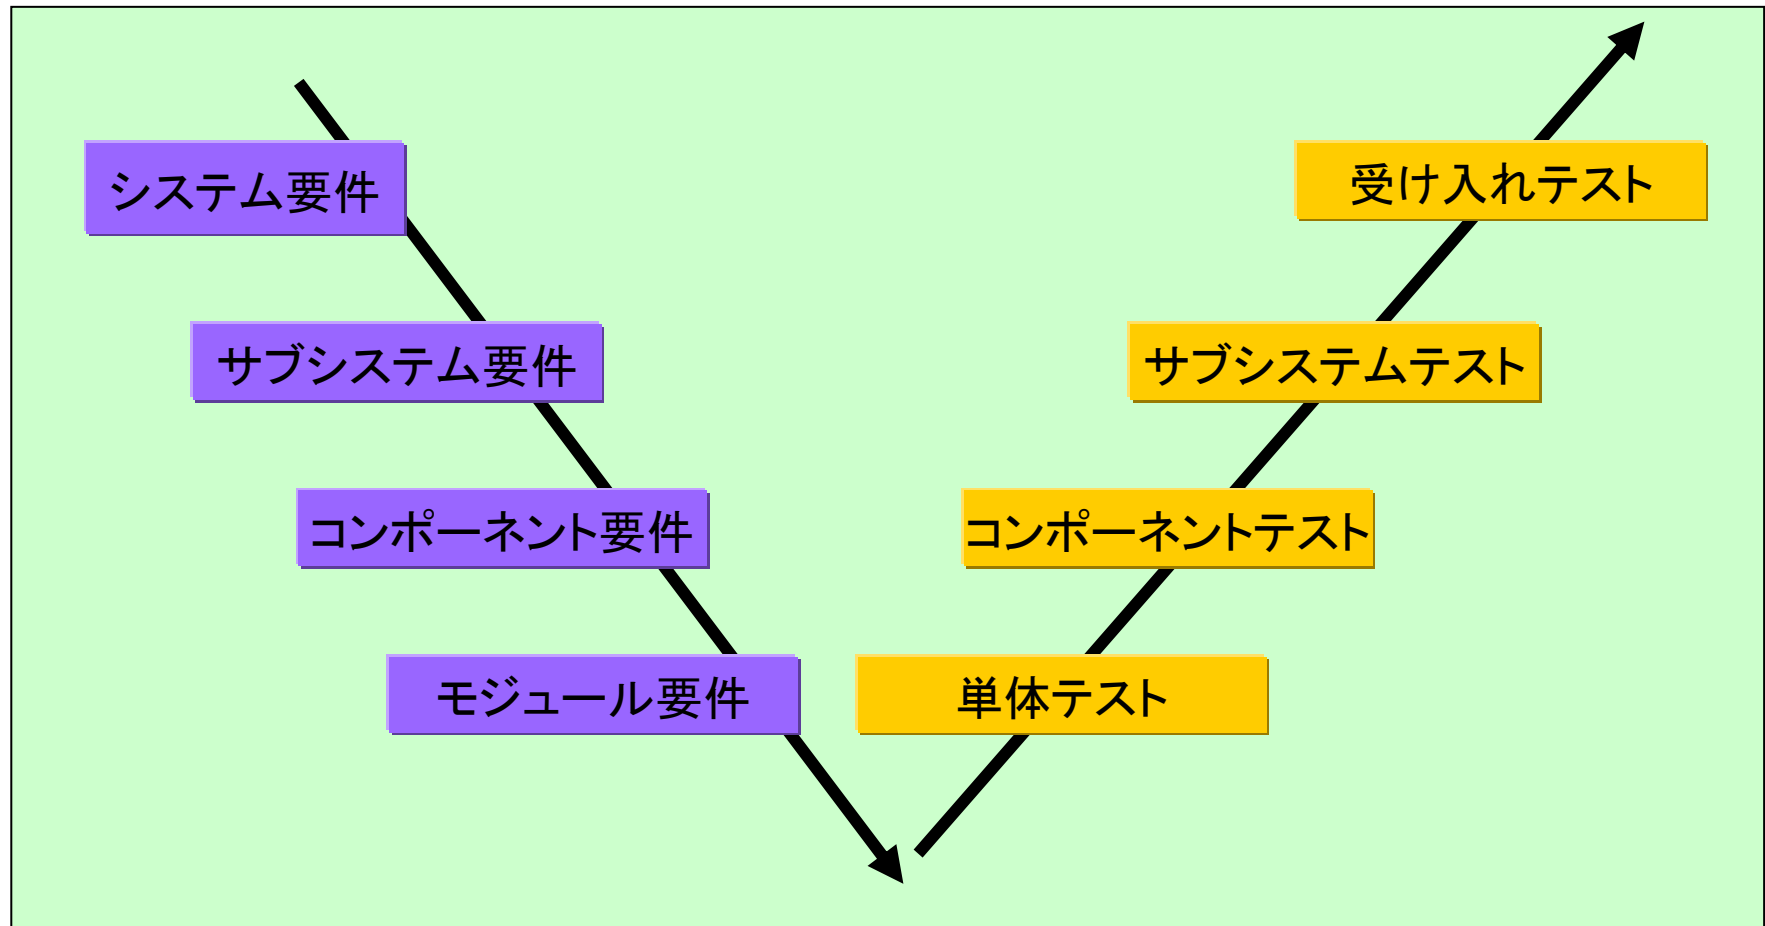 システム要件
受け入れテスト
サブシステム要件
サブシステムテスト
コンポーネント要件
コンポーネントテスト
モジュール要件
単体テスト